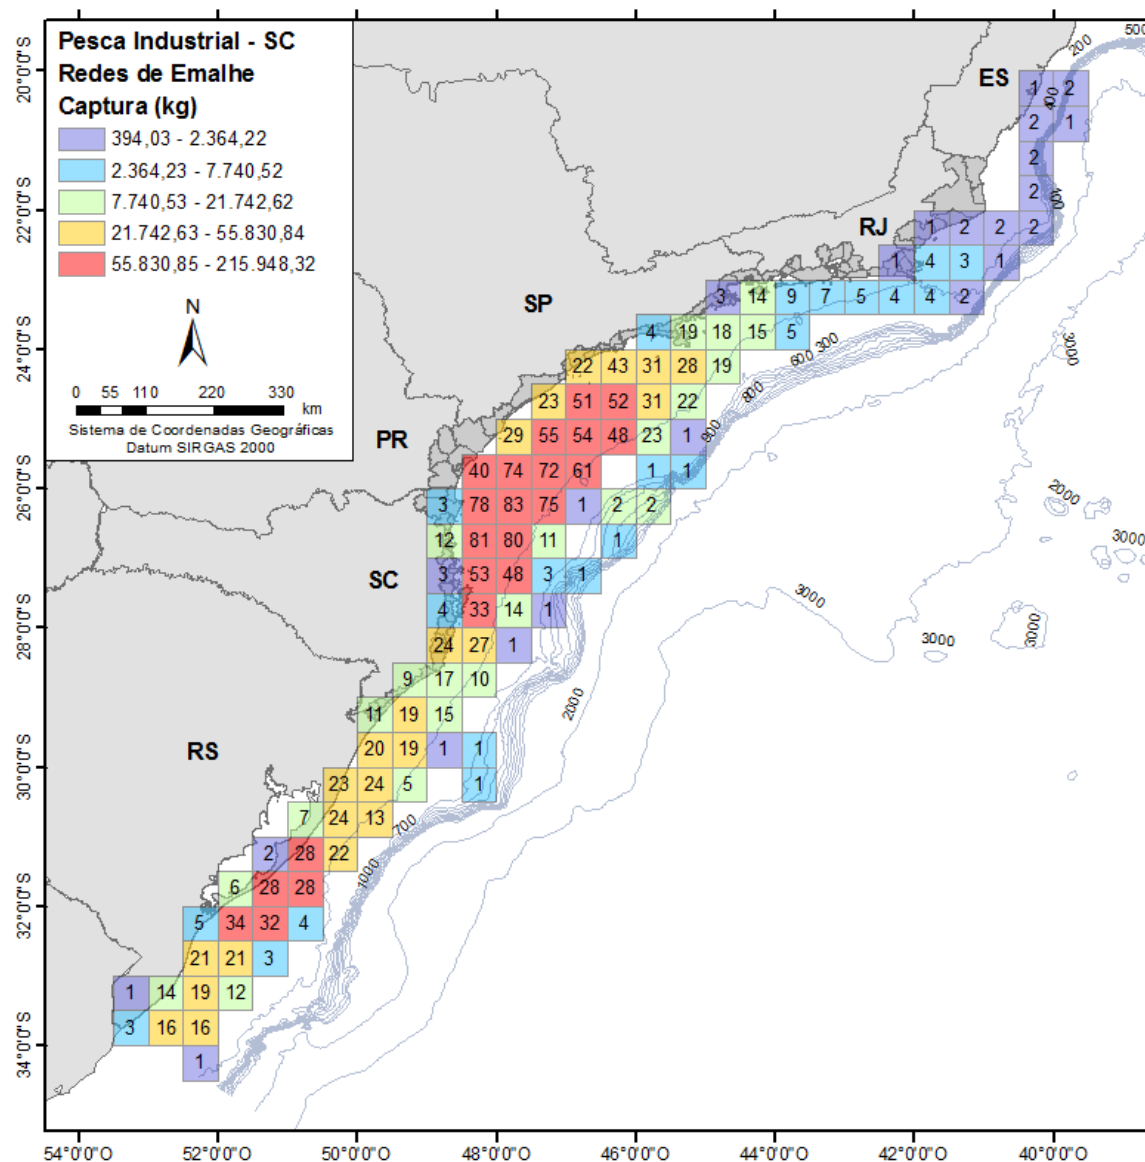 Pesca Industrial - SC
Redes de Emalhe
Captura (kg)
394,03 - 2.364,22
2.364,23 - 7.740,52
7.740,53 - 21.742,62
21.742,63 - 55.830,84
55.830,85 - 215.948,32
N
0 55 110 220 330
km
Sistema de Coordenadas Geográficas
Datum SIRGAS 2000
200 500
20°0'0"S
ES
1 2
400
2 1
2
2
400
22°0'0"S
RJ
1 2 2 2
1 4 3 1
SP
3 14 9 7 5 4 4 2
4 19 18 15 5
24°0'0"S
600 300
3000
22 43 31 28 19
800
23 51 52 31 22
PR
29 55 54 48 23 1
900
40 74 72 61 1 1
26°0'0"S
3 78 83 75 1 2 2
2000
12 81 80 11 1
3000
SC
3 53 48 3 1
4 33 14 1
3000
3000
3000
28°0'0"S
24 27 1
9 17 10
2000
11 19 15
RS
20 19 1 1
30°0'0"S
23 24 5 1
7 24 13
700
2 28 22
1000
6 28 28
32°0'0"S
5 34 32 4
21 21 3
1 14 19 12
3 16 16
34°0'0"S
1
54°0'0"O 52°0'0"O 50°0'0"O 48°0'0"O 46°0'0"O 44°0'0"O 42°0'0"O 40°0'0"O